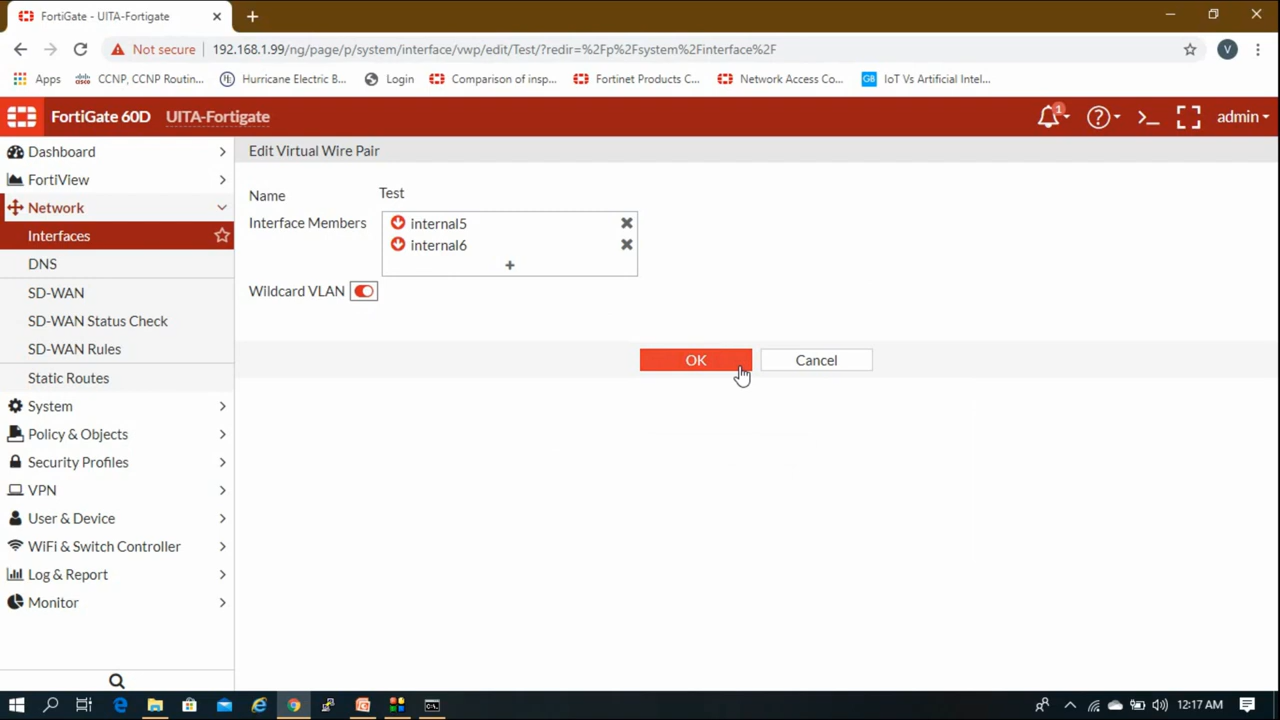 FortiGate - UITA-Fortigate
Not secure 192.168.1.99/ng/page/p/system/interface/vwp/edit/Test/?redir=%2Fp%2Fsystem%2Finterface%2F V
Apps CCNP, CCNP Routin... Hurricane Electric B... Login Comparison of insp... Fortinet Products C... Network Access Co... GB IoT Vs Artificial Intel...
FortiGate 60D UITA-Fortigate 1 admin
Dashboard
FortiView
Network
Interfaces
DNS
SD-WAN
SD-WAN Status Check
SD-WAN Rules
Static Routes
System
Policy & Objects
Security Profiles
VPN
User & Device
WiFi & Switch Controller
Log & Report
Monitor
Edit Virtual Wire Pair
Name Test
Interface Members internal5
internal6
Wildcard VLAN
OK Cancel
12:17 AM